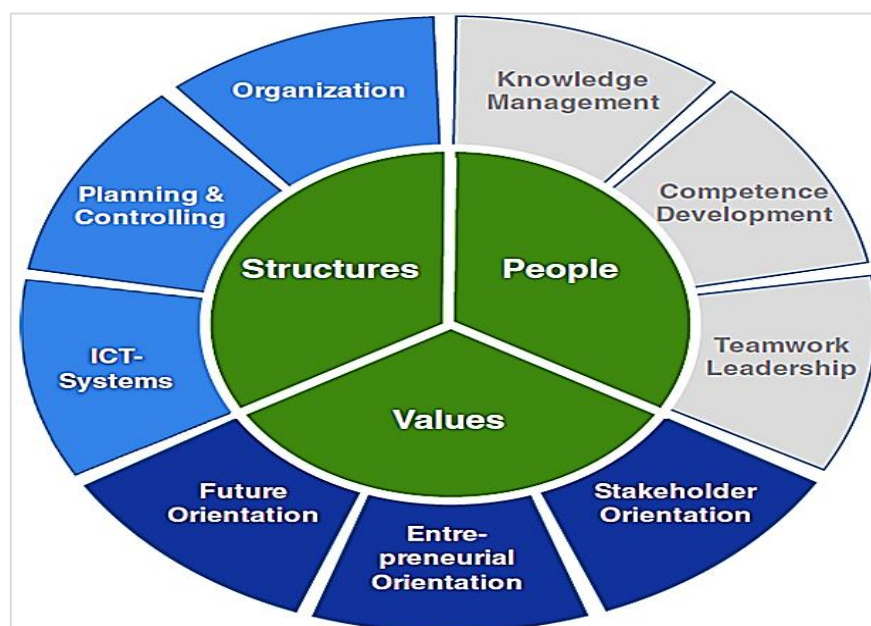 Organization
Knowledge
Management
Planning &
Controlling
Competence
Development
Structures
People
ICT-
Systems
Teamwork
Leadership
Values
Future
Orientation
Entre-
preneurial
Orientation
Stakeholder
Orientation